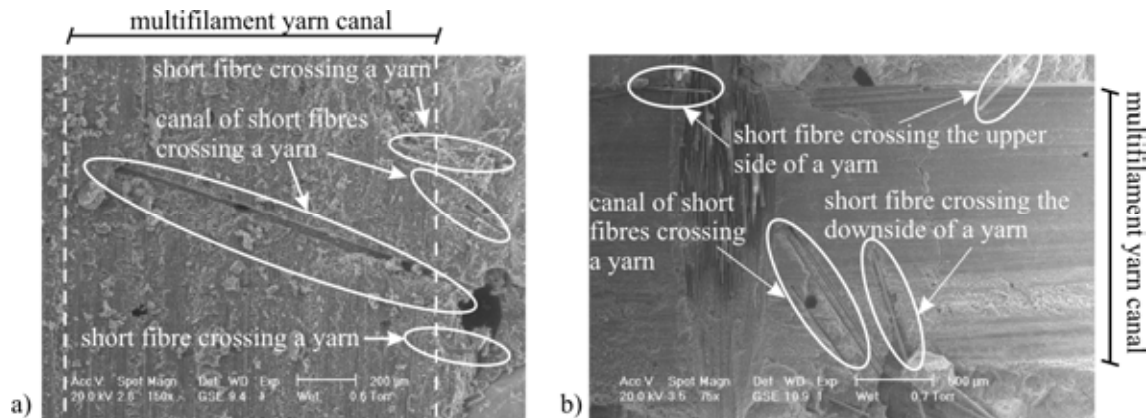 multifilament yarn canal
short fibre crossing a yarn
canal of short fibres
crossing a yarn
short fibre crossing a yarn
Acc.V Spot Magn Det WD Exp 200 µm
20.0 kV 2.6 150x GSE 9.4 Wet 0.6 Torr
a)
short fibre crossing the upper
side of a yarn
canal of short
fibres crossing
a yarn
short fibre crossing the
downside of a yarn
multifilament yarn canal
Acc.V Spot Magn Det WD Exp 500 µm
20.0 kV 3.5 75x GSE 10.9 1 Wet 0.7 Torr
b)